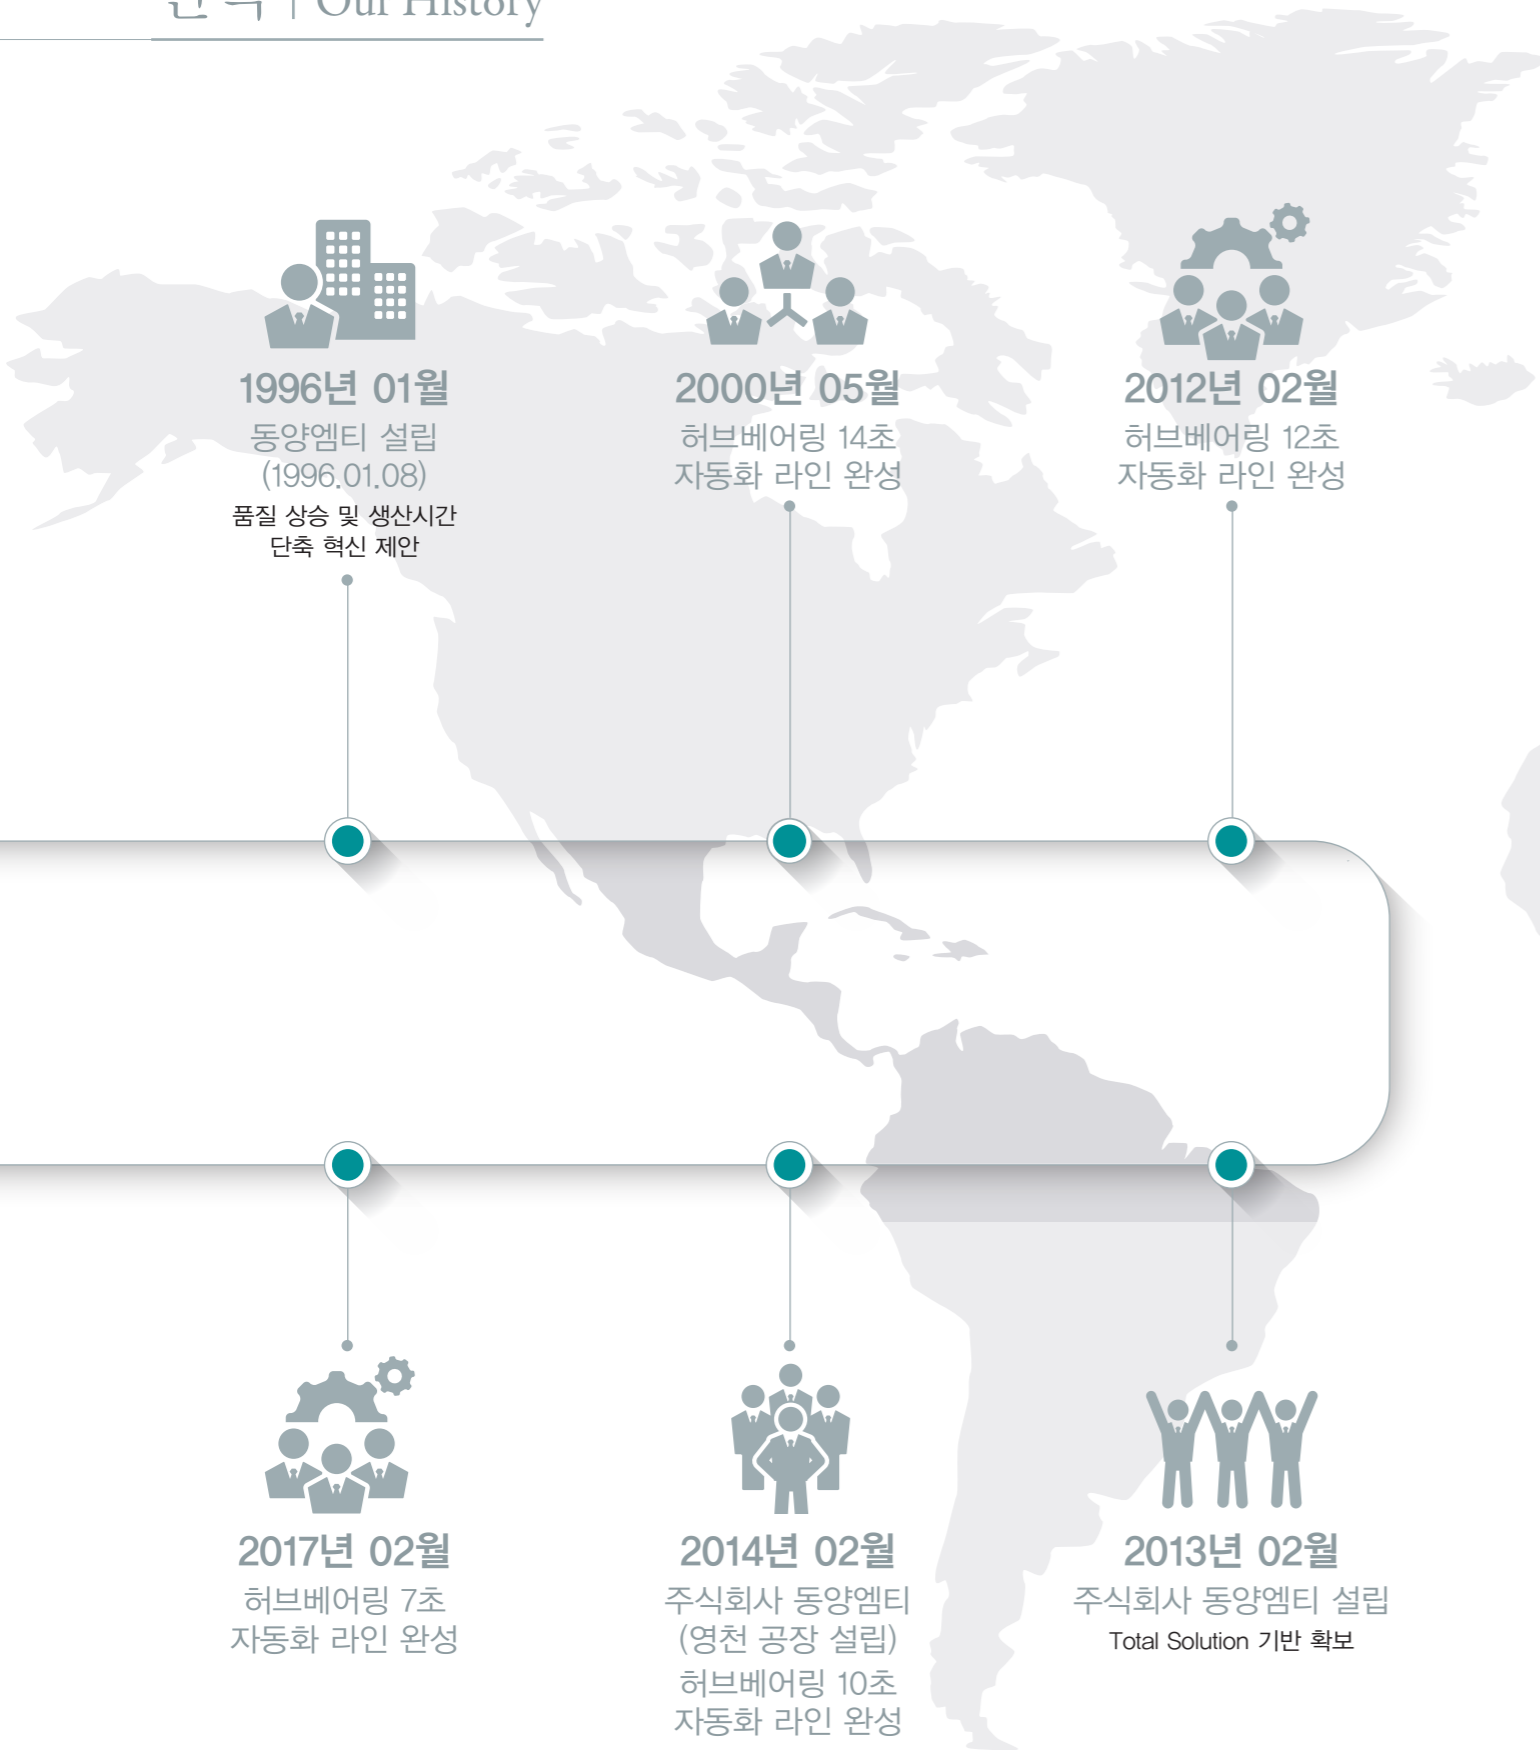 Our History
1996년 01월
동양엠티 설립
(1996.01.08)
품질 상승 및 생산시간
단축 혁신 제안
2000년 05월
허브베어링 14초
자동화 라인 완성
2012년 02월
허브베어링 12초
자동화 라인 완성
2013년 02월
주식회사 동양엠티 설립
Total Solution 기반 확보
2014년 02월
주식회사 동양엠티
(영천 공장 설립)
허브베어링 10초
자동화 라인 완성
2017년 02월
허브베어링 7초
자동화 라인 완성